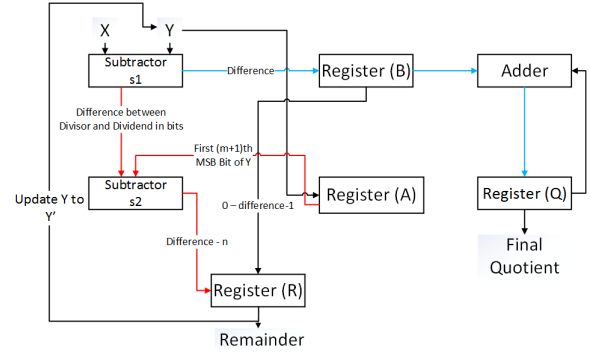 X
Y
Subtractor
s1
Difference
Register (B)
Adder
Difference between
Divisor and Dividend in bits
First (m+1)th
MSB Bit of Y
Update Y to
Y'
Subtractor
s2
0 – difference-1
Register (A)
Register (Q)
Difference - n
Final
Quotient
Register (R)
Remainder